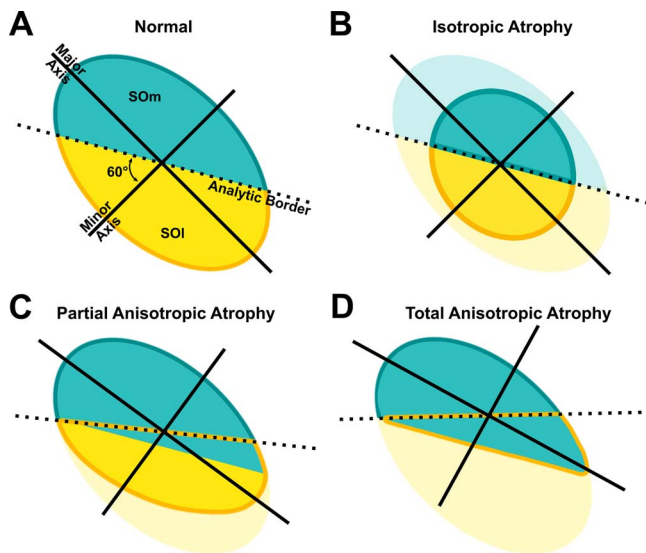 A
Normal
Major
Axis
SOm
60°
Analytic Border
Minor
Axis
SOl
B
Isotropic Atrophy
C
Partial Anisotropic Atrophy
D
Total Anisotropic Atrophy